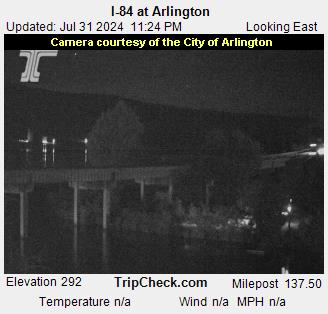 I-84 at Arlington
Updated: Jul 31 2024 11:24 PM Looking East
Camera courtesy of the City of Arlington
Elevation 292 TripCheck.com Milepost 137.50
Temperature n/a Wind n/a MPH n/a